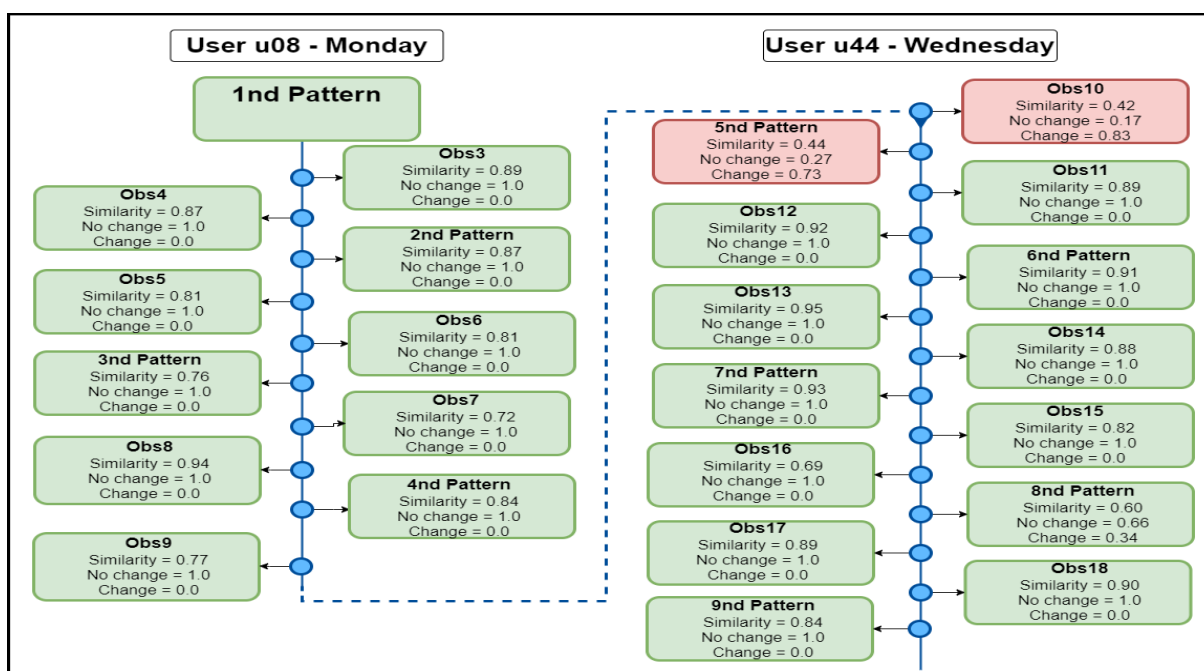 User u08 - Monday
1nd Pattern
Obs3
Similarity = 0.89
No change = 1.0
Change = 0.0
Obs4
Similarity = 0.87
No change = 1.0
Change = 0.0
2nd Pattern
Similarity = 0.87
No change = 1.0
Change = 0.0
Obs5
Similarity = 0.81
No change = 1.0
Change = 0.0
Obs6
Similarity = 0.81
No change = 1.0
Change = 0.0
3nd Pattern
Similarity = 0.76
No change = 1.0
Change = 0.0
Obs7
Similarity = 0.72
No change = 1.0
Change = 0.0
Obs8
Similarity = 0.94
No change = 1.0
Change = 0.0
4nd Pattern
Similarity = 0.84
No change = 1.0
Change = 0.0
Obs9
Similarity = 0.77
No change = 1.0
Change = 0.0
User u44 - Wednesday
Obs10
Similarity = 0.42
No change = 0.17
Change = 0.83
5nd Pattern
Similarity = 0.44
No change = 0.27
Change = 0.73
Obs11
Similarity = 0.89
No change = 1.0
Change = 0.0
Obs12
Similarity = 0.92
No change = 1.0
Change = 0.0
6nd Pattern
Similarity = 0.91
No change = 1.0
Change = 0.0
Obs13
Similarity = 0.95
No change = 1.0
Change = 0.0
Obs14
Similarity = 0.88
No change = 1.0
Change = 0.0
7nd Pattern
Similarity = 0.93
No change = 1.0
Change = 0.0
Obs15
Similarity = 0.82
No change = 1.0
Change = 0.0
Obs16
Similarity = 0.69
No change = 1.0
Change = 0.0
8nd Pattern
Similarity = 0.60
No change = 0.66
Change = 0.34
Obs17
Similarity = 0.89
No change = 1.0
Change = 0.0
Obs18
Similarity = 0.90
No change = 1.0
Change = 0.0
9nd Pattern
Similarity = 0.84
No change = 1.0
Change = 0.0